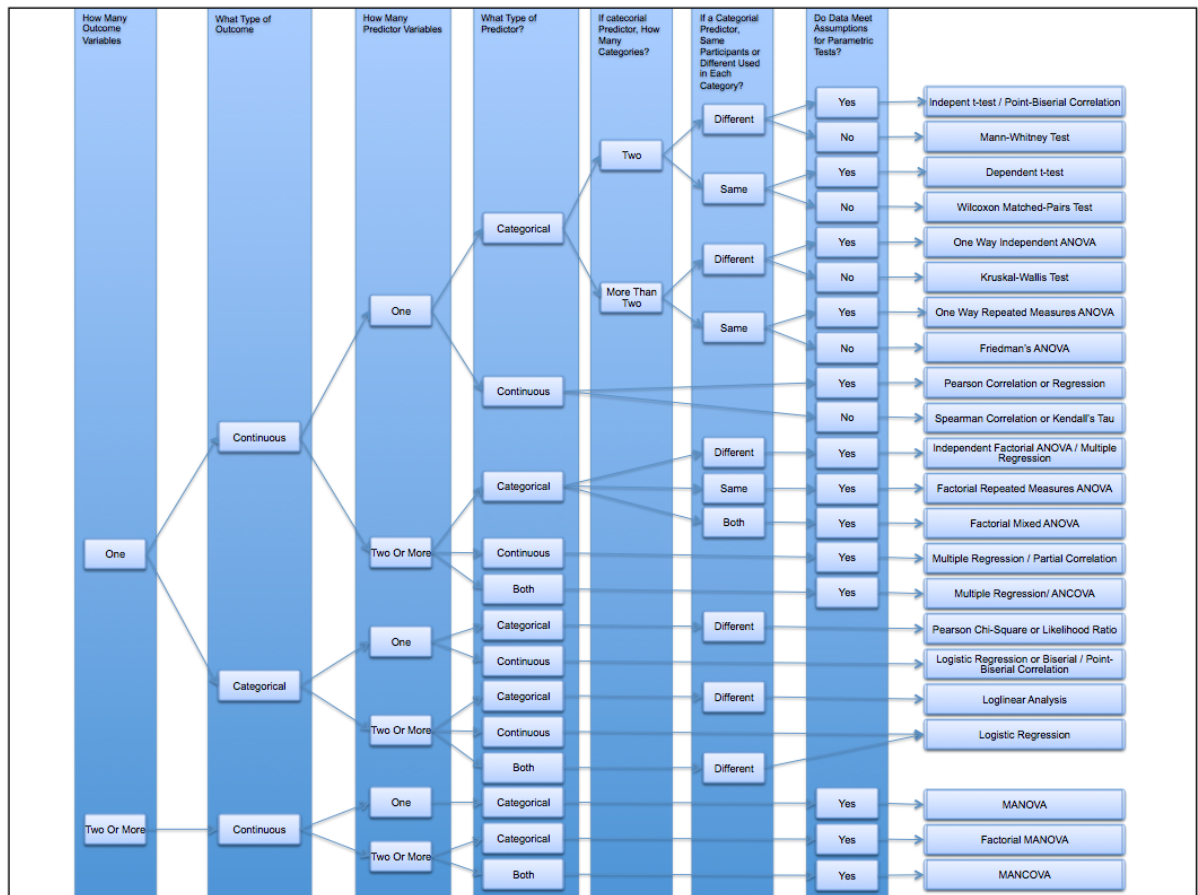 How Many
Outcome
Variables
What Type of
Outcome
How Many
Predictor Variables
What Type of
Predictor?
If catecorial
Predictor, How
Many
Categories?
If a Categorial
Predictor,
Same
Participants or
Different Used
in Each
Category?
Do Data Meet
Assumptions
for Parametric
Tests?
Yes
Indepent t-test / Point-Biserial Correlation
Different
No
Mann-Whitney Test
Two
Yes
Dependent t-test
Same
No
Wilcoxon Matched-Pairs Test
Categorical
Yes
One Way Independent ANOVA
Different
No
Kruskal-Wallis Test
More Than
Two
One
Yes
One Way Repeated Measures ANOVA
Same
No
Friedman's ANOVA
Continuous
Yes
Pearson Correlation or Regression
No
Spearman Correlation or Kendall's Tau
Continuous
Different
Yes
Independent Factorial ANOVA / Multiple
Regression
Categorical
Same
Yes
Factorial Repeated Measures ANOVA
Both
Yes
Factorial Mixed ANOVA
One
Two Or More
Continuous
Yes
Multiple Regression / Partial Correlation
Both
Yes
Multiple Regression/ ANCOVA
One
Categorical
Different
Pearson Chi-Square or Likelihood Ratio
Continuous
Logistic Regression or Biserial / Point-
Biserial Correlation
Categorical
Categorical
Different
Loglinear Analysis
Two Or More
Continuous
Logistic Regression
Both
Different
One
Categorical
Yes
MANOVA
Two Or More
Continuous
Categorical
Yes
Factorial MANOVA
Two Or More
Both
Yes
MANCOVA